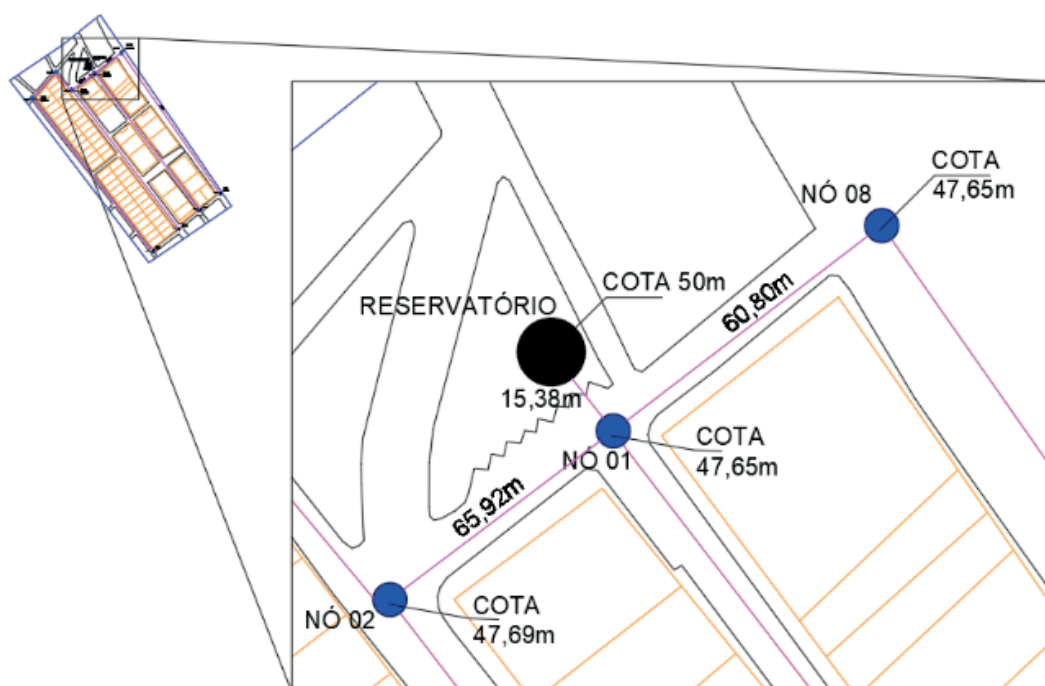 COTA
47,65m
NÓ 08
COTA 50m
60,80m
RESERVATÓRIO
15,38m
COTA
47,65m
NÓ 01
65,92m
COTA
47,69m
NÓ 02